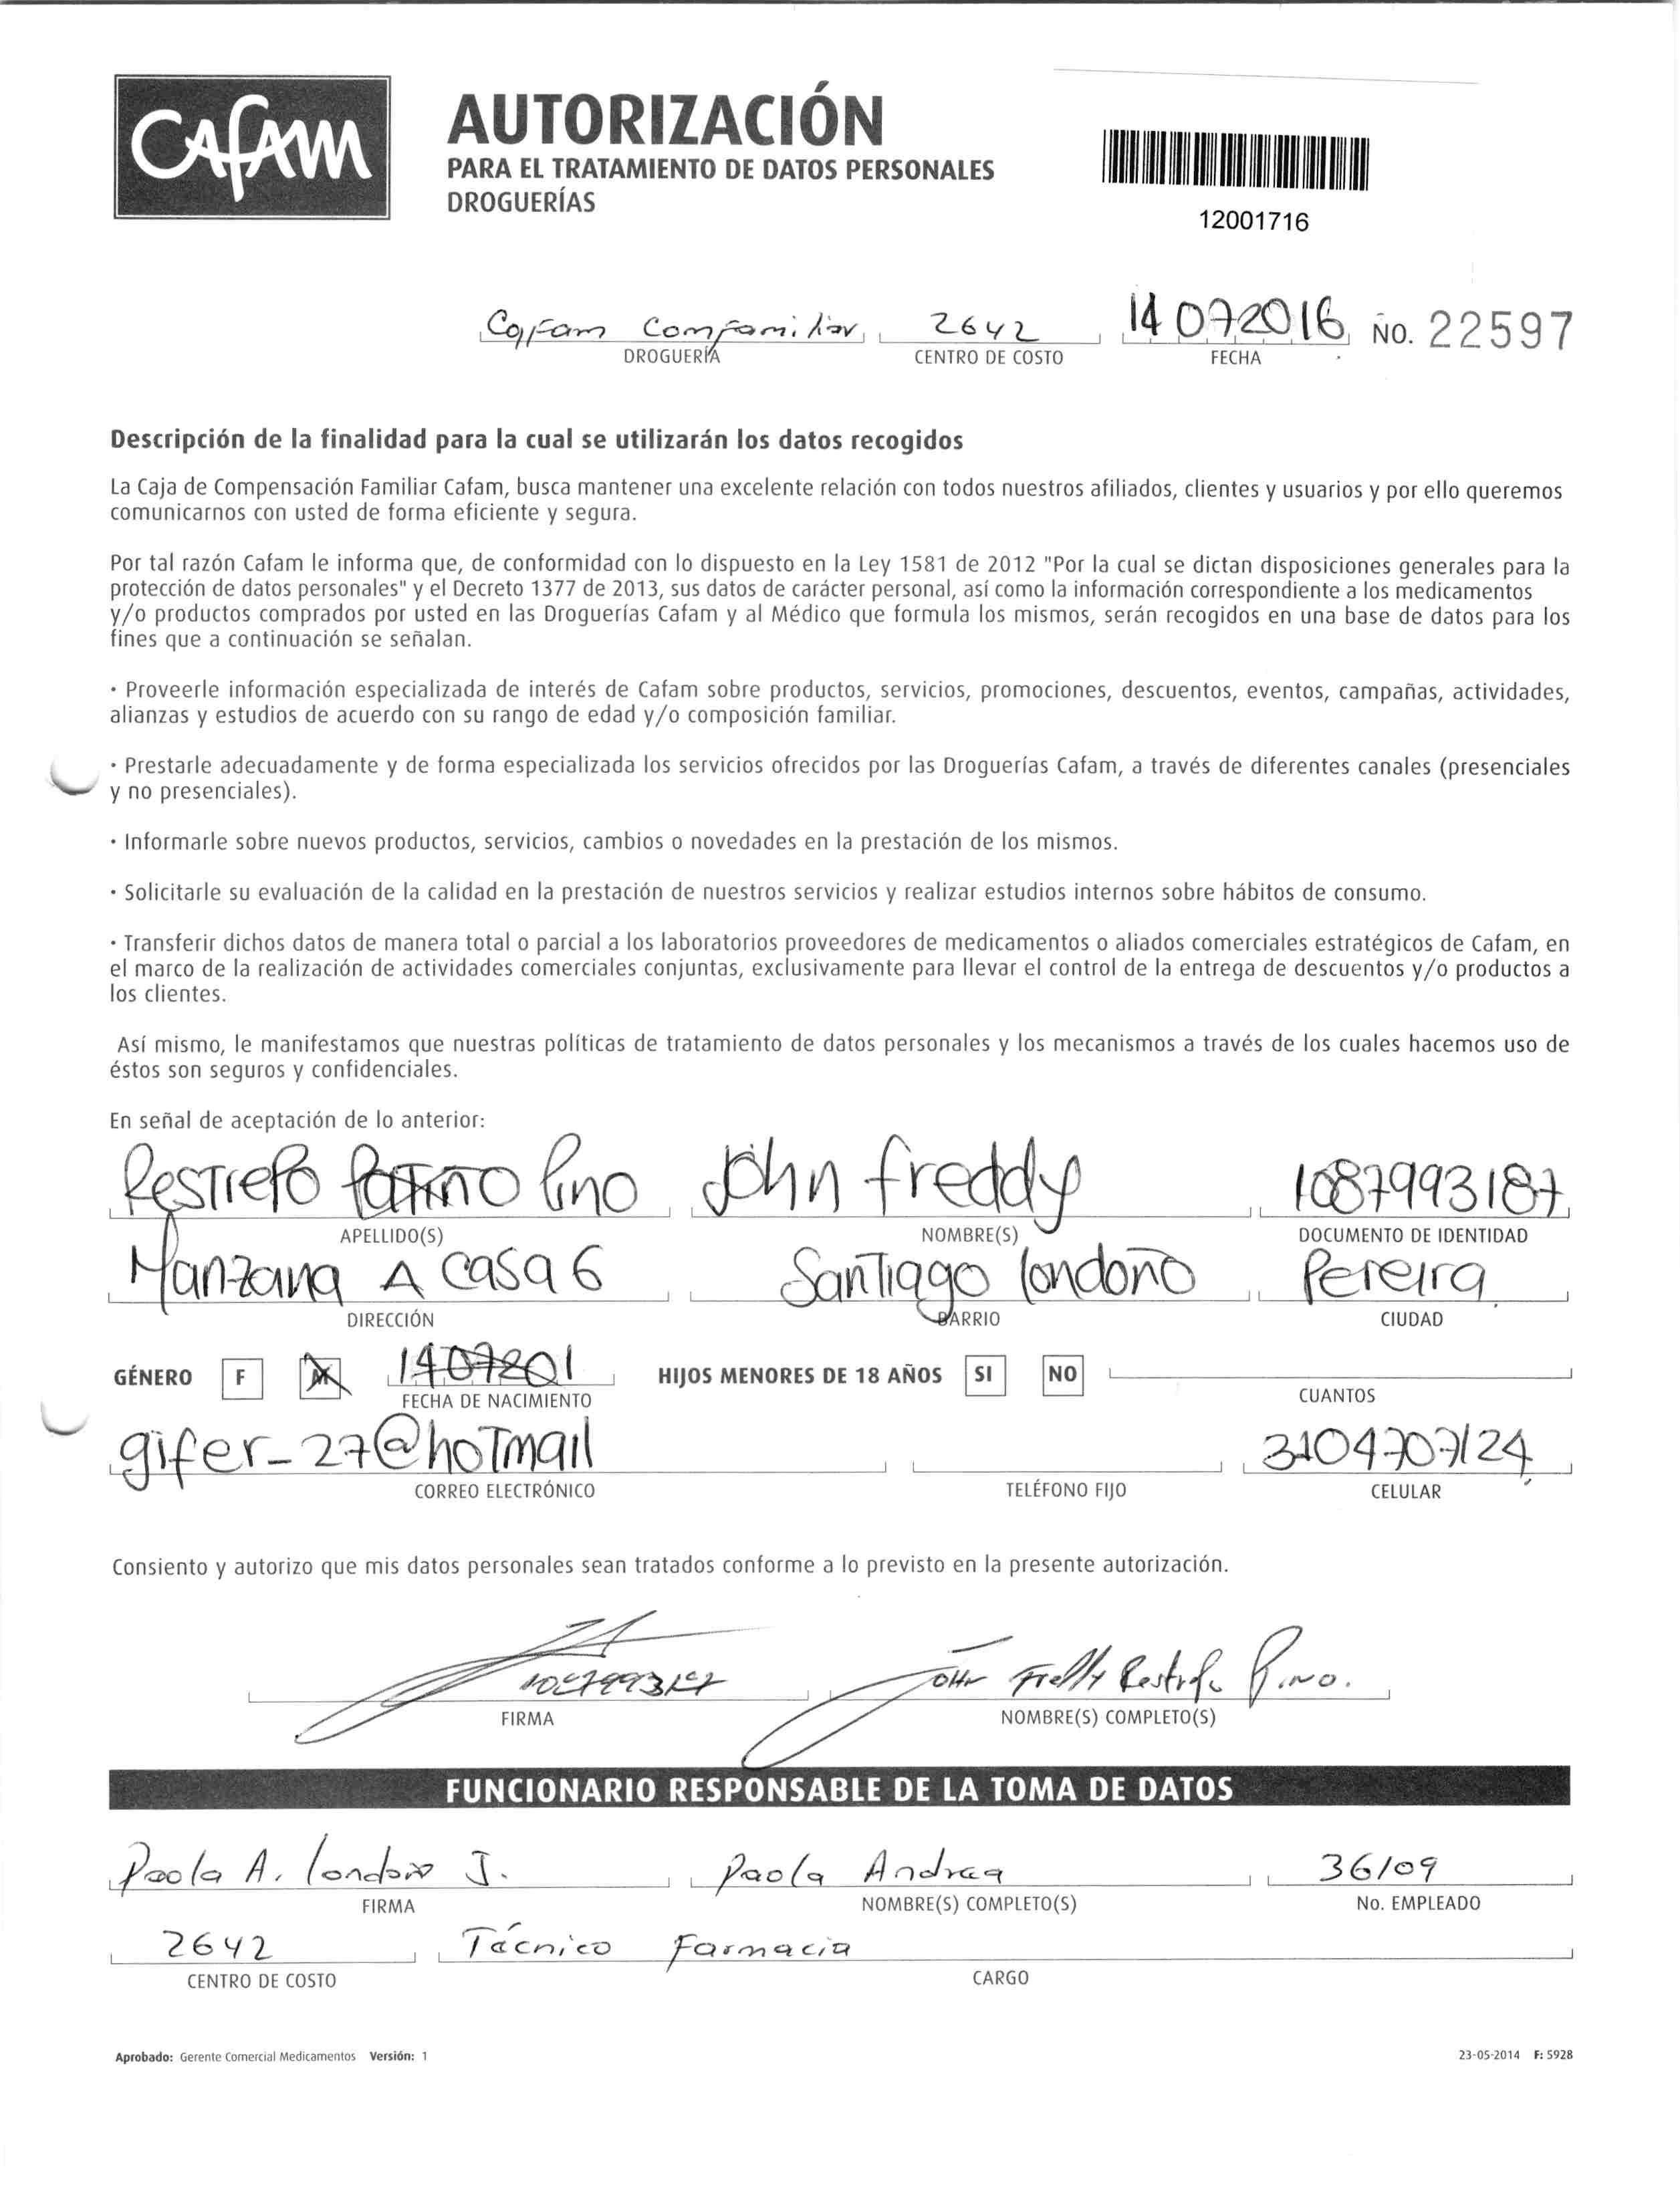 Cafam
AUTORIZACIÓN
PARA EL TRATAMIENTO DE DATOS PERSONALES
DROGUERÍAS
12001716
Cafam Comfamiliar 2642 14 07 2016 No. 22597
DROGUERÍA CENTRO DE COSTO FECHA
Descripción de la finalidad para la cual se utilizarán los datos recogidos
La Caja de Compensación Familiar Cafam, busca mantener una excelente relación con todos nuestros afiliados, clientes y usuarios y por ello queremos
comunicarnos con usted de forma eficiente y segura.
Por tal razón Cafam le informa que, de conformidad con lo dispuesto en la Ley 1581 de 2012 "Por la cual se dictan disposiciones generales para la
protección de datos personales" y el Decreto 1377 de 2013, sus datos de carácter personal, así como la información correspondiente a los medicamentos
y/o productos comprados por usted en las Droguerías Cafam y al Médico que formula los mismos, serán recogidos en una base de datos para los
fines que a continuación se señalan.
· Proveerle información especializada de interés de Cafam sobre productos, servicios, promociones, descuentos, eventos, campañas, actividades,
alianzas y estudios de acuerdo con su rango de edad y/o composición familiar.
· Prestarle adecuadamente y de forma especializada los servicios ofrecidos por las Droguerías Cafam, a través de diferentes canales (presenciales
y no presenciales).
· Informarle sobre nuevos productos, servicios, cambios o novedades en la prestación de los mismos.
· Solicitarle su evaluación de la calidad en la prestación de nuestros servicios y realizar estudios internos sobre hábitos de consumo.
· Transferir dichos datos de manera total o parcial a los laboratorios proveedores de medicamentos o aliados comerciales estratégicos de Cafam, en
el marco de la realización de actividades comerciales conjuntas, exclusivamente para llevar el control de la entrega de descuentos y/o productos a
los clientes.
Así mismo, le manifestamos que nuestras políticas de tratamiento de datos personales y los mecanismos a través de los cuales hacemos uso de
éstos son seguros y confidenciales.
En señal de aceptación de lo anterior:
Restrepo Patiño Pino John freddy 1087993187
APELLIDO(S) NOMBRE(S) DOCUMENTO DE IDENTIDAD
Manzana A casa 6 Santiago londoño Pereira
DIRECCIÓN BARRIO CIUDAD
GÉNERO F M 1407201 HIJOS MENORES DE 18 AÑOS SI NO
FECHA DE NACIMIENTO CUANTOS
gifer_27@hotmail 3104707124
CORREO ELECTRÓNICO TELÉFONO FIJO CELULAR
Consiento y autorizo que mis datos personales sean tratados conforme a lo previsto en la presente autorización.
1087993187 John Freddy Restrepo Pino.
FIRMA NOMBRE(S) COMPLETO(S)
FUNCIONARIO RESPONSABLE DE LA TOMA DE DATOS
Paola A. londoño J. Paola Andrea 36109
FIRMA NOMBRE(S) COMPLETO(S) No. EMPLEADO
2642 Técnico Farmacia
CENTRO DE COSTO CARGO
Aprobado: Gerente Comercial Medicamentos Versión: 1 23-05-2014 F: 5928